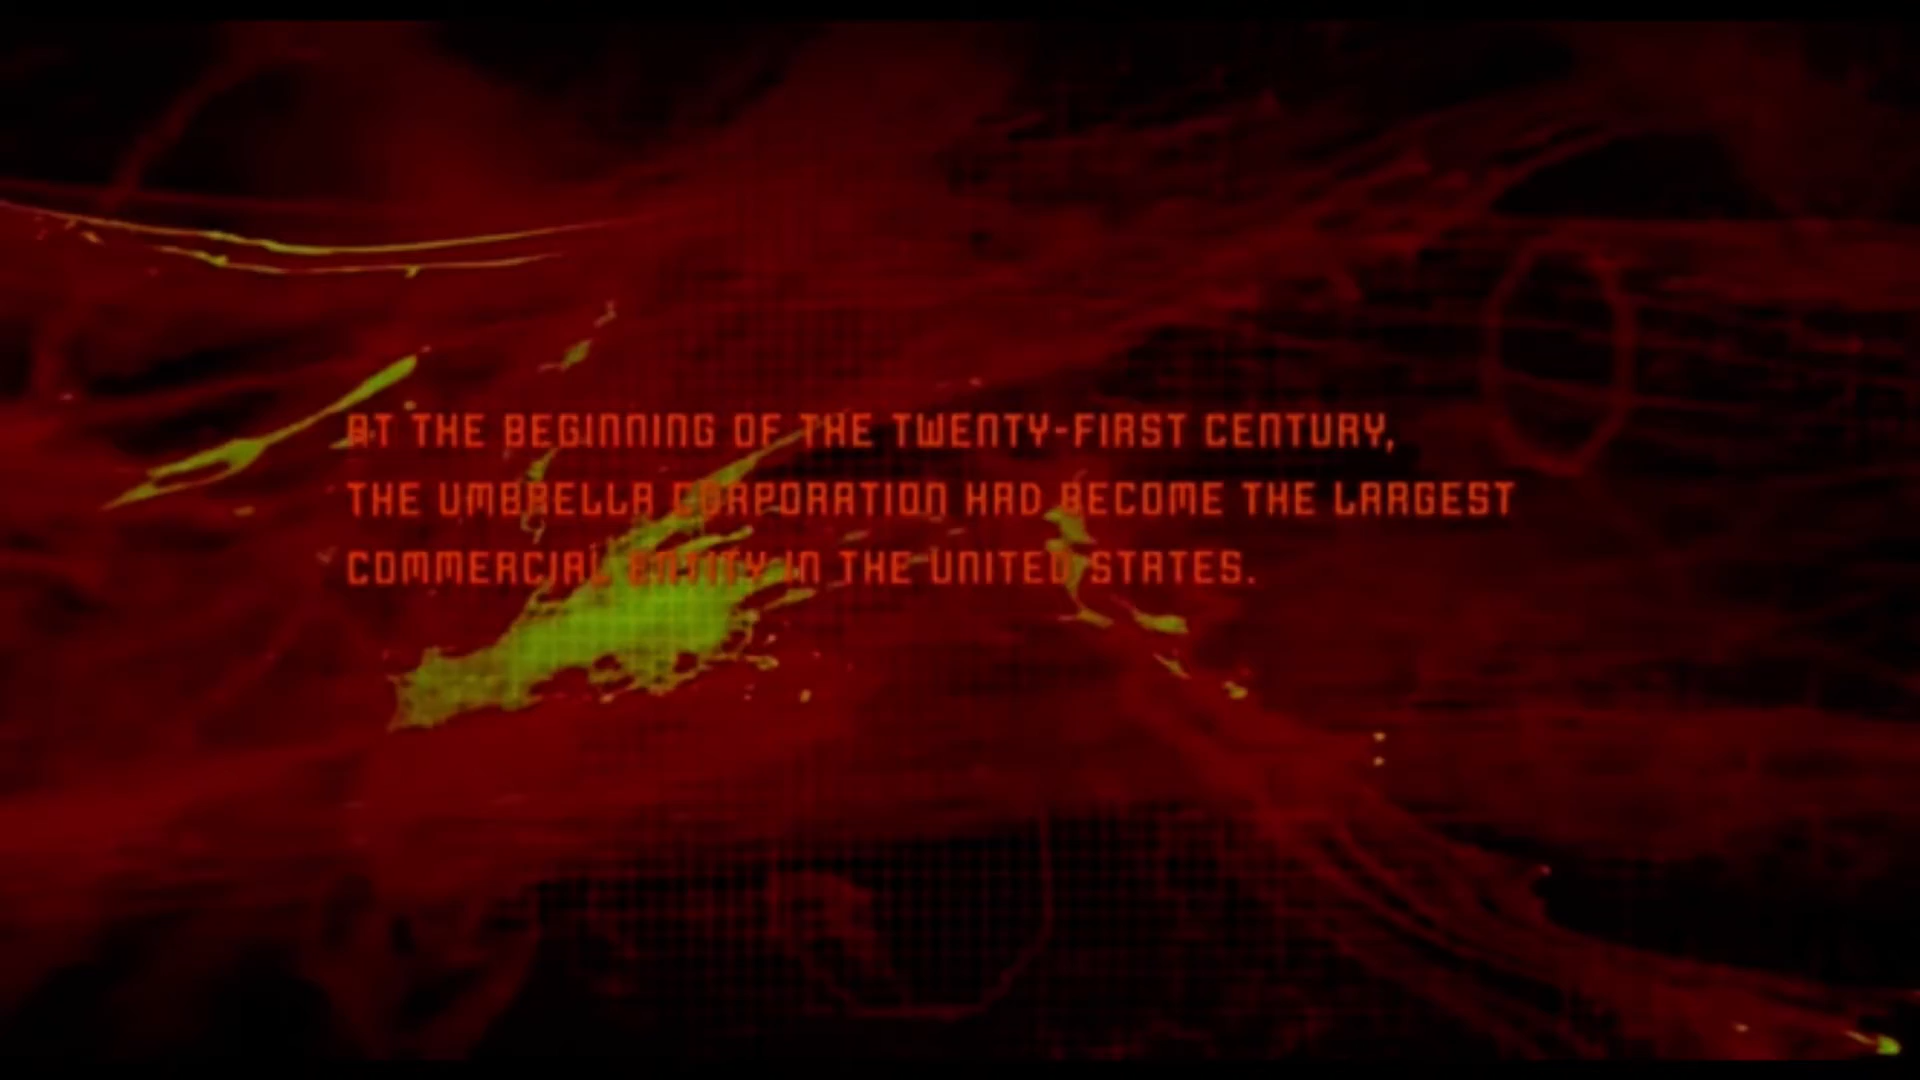 AT THE BEGINNING OF THE TWENTY-FIRST CENTURY,
THE UMBRELLA CORPORATION HAD BECOME THE LARGEST
COMMERCIAL ENTITY IN THE UNITED STATES.